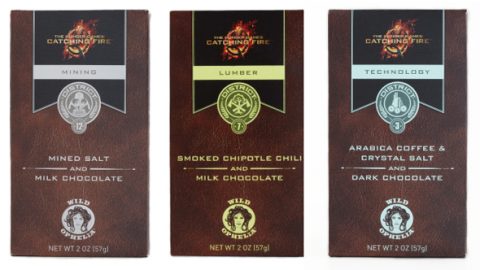 THE HUNGER GAMES
CATCHING FIRE
MINING
DISTRICT
12
MINED SALT
AND
MILK CHOCOLATE
WILD
OPHELIA
NET WT 2 OZ (57g)
THE HUNGER GAMES
CATCHING FIRE
LUMBER
DISTRICT
7
SMOKED CHIPOTLE CHILI
AND
MILK CHOCOLATE
WILD
OPHELIA
NET WT 2 OZ (57g)
THE HUNGER GAMES
CATCHING FIRE
TECHNOLOGY
DISTRICT
3
ARABICA COFFEE &
CRYSTAL SALT
AND
DARK CHOCOLATE
WILD
OPHELIA
NET WT 2 OZ (57g)